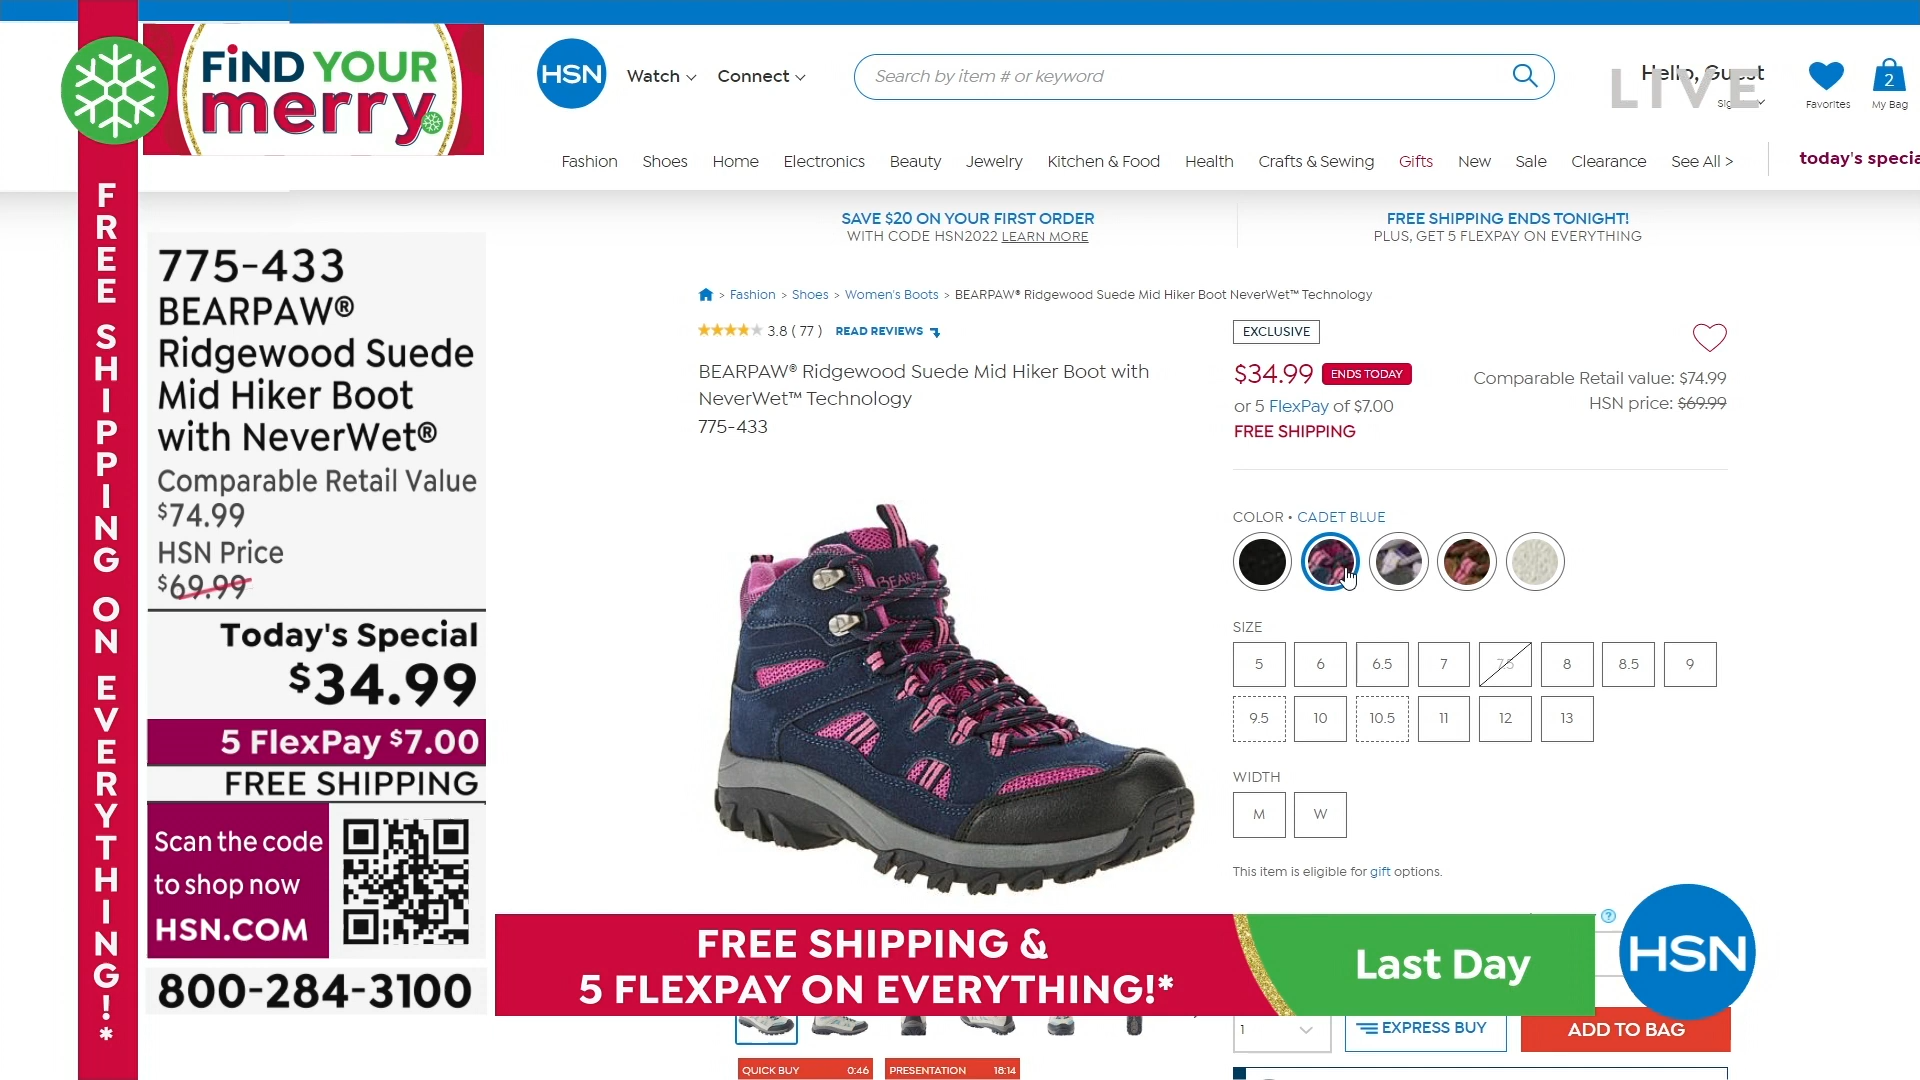 FREE SHIPPING ON EVERYTHING!*
FiND YOUR
merry
775-433
BEARPAW®
Ridgewood Suede
Mid Hiker Boot
with NeverWet®
Comparable Retail Value
$74.99
HSN Price
$69.99
Today's Special
$34.99
5 FlexPay $7.00
FREE SHIPPING
Scan the code
to shop now
HSN.COM
800-284-3100
HSN
Watch
Connect
Search by item # or keyword
Hello, Guest
LIVE
Favorites
2
My Bag
Fashion Shoes Home Electronics Beauty Jewelry Kitchen & Food Health Crafts & Sewing Gifts New Sale Clearance See All >
today's
SAVE $20 ON YOUR FIRST ORDER
WITH CODE HSN2022 LEARN MORE
FREE SHIPPING ENDS TONIGHT!
PLUS, GET 5 FLEXPAY ON EVERYTHING
> Fashion > Shoes > Women's Boots > BEARPAW® Ridgewood Suede Mid Hiker Boot NeverWet™ Technology
3.8 ( 77 ) READ REVIEWS
BEARPAW® Ridgewood Suede Mid Hiker Boot with
NeverWet™ Technology
775-433
EXCLUSIVE
$34.99 ENDS TODAY
or 5 FlexPay of $7.00
FREE SHIPPING
Comparable Retail value: $74.99
HSN price: $69.99
COLOR • CADET BLUE
SIZE
5 6 6.5 7 7.5 8 8.5 9
9.5 10 10.5 11 12 13
WIDTH
M W
This item is eligible for gift options.
?
FREE SHIPPING &
5 FLEXPAY ON EVERYTHING!*
Last Day
HSN
1
EXPRESS BUY
ADD TO BAG
QUICK BUY 0:46
PRESENTATION 18:14